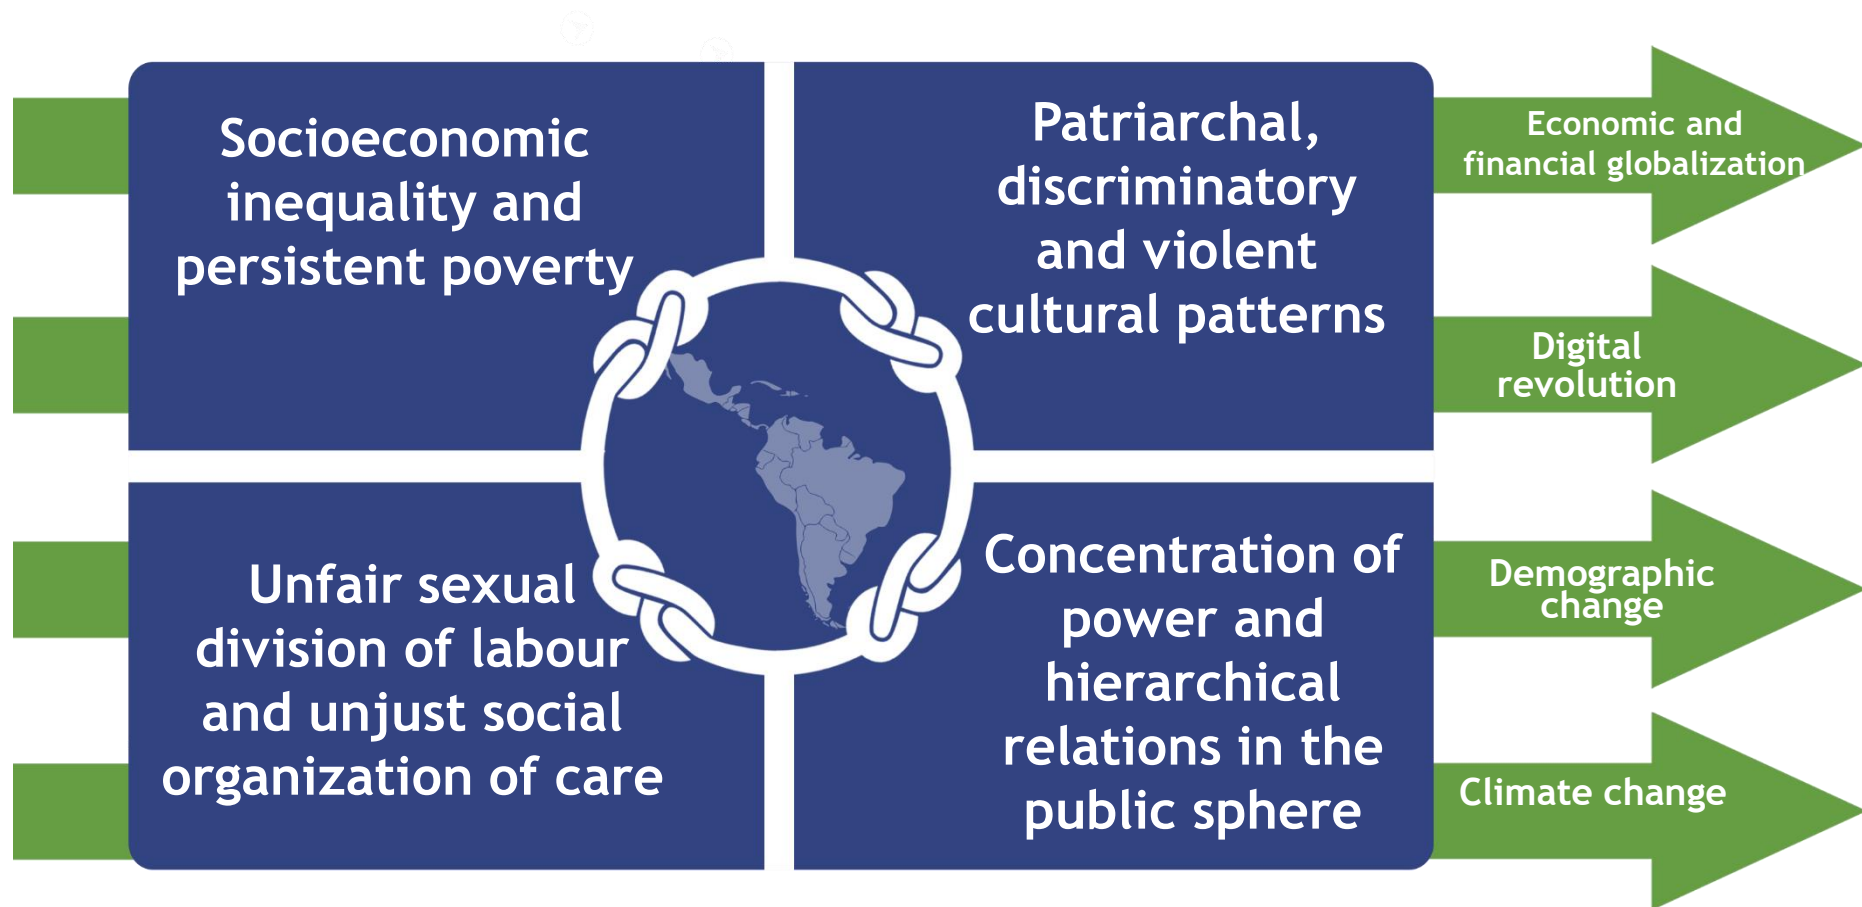 Socioeconomic
inequality and
persistent poverty
Patriarchal,
discriminatory
and violent
cultural patterns
Unfair sexual
division of labour
and unjust social
organization of care
Concentration of
power and
hierarchical
relations in the
public sphere
Economic and
financial globalization
Digital
revolution
Demographic
change
Climate change